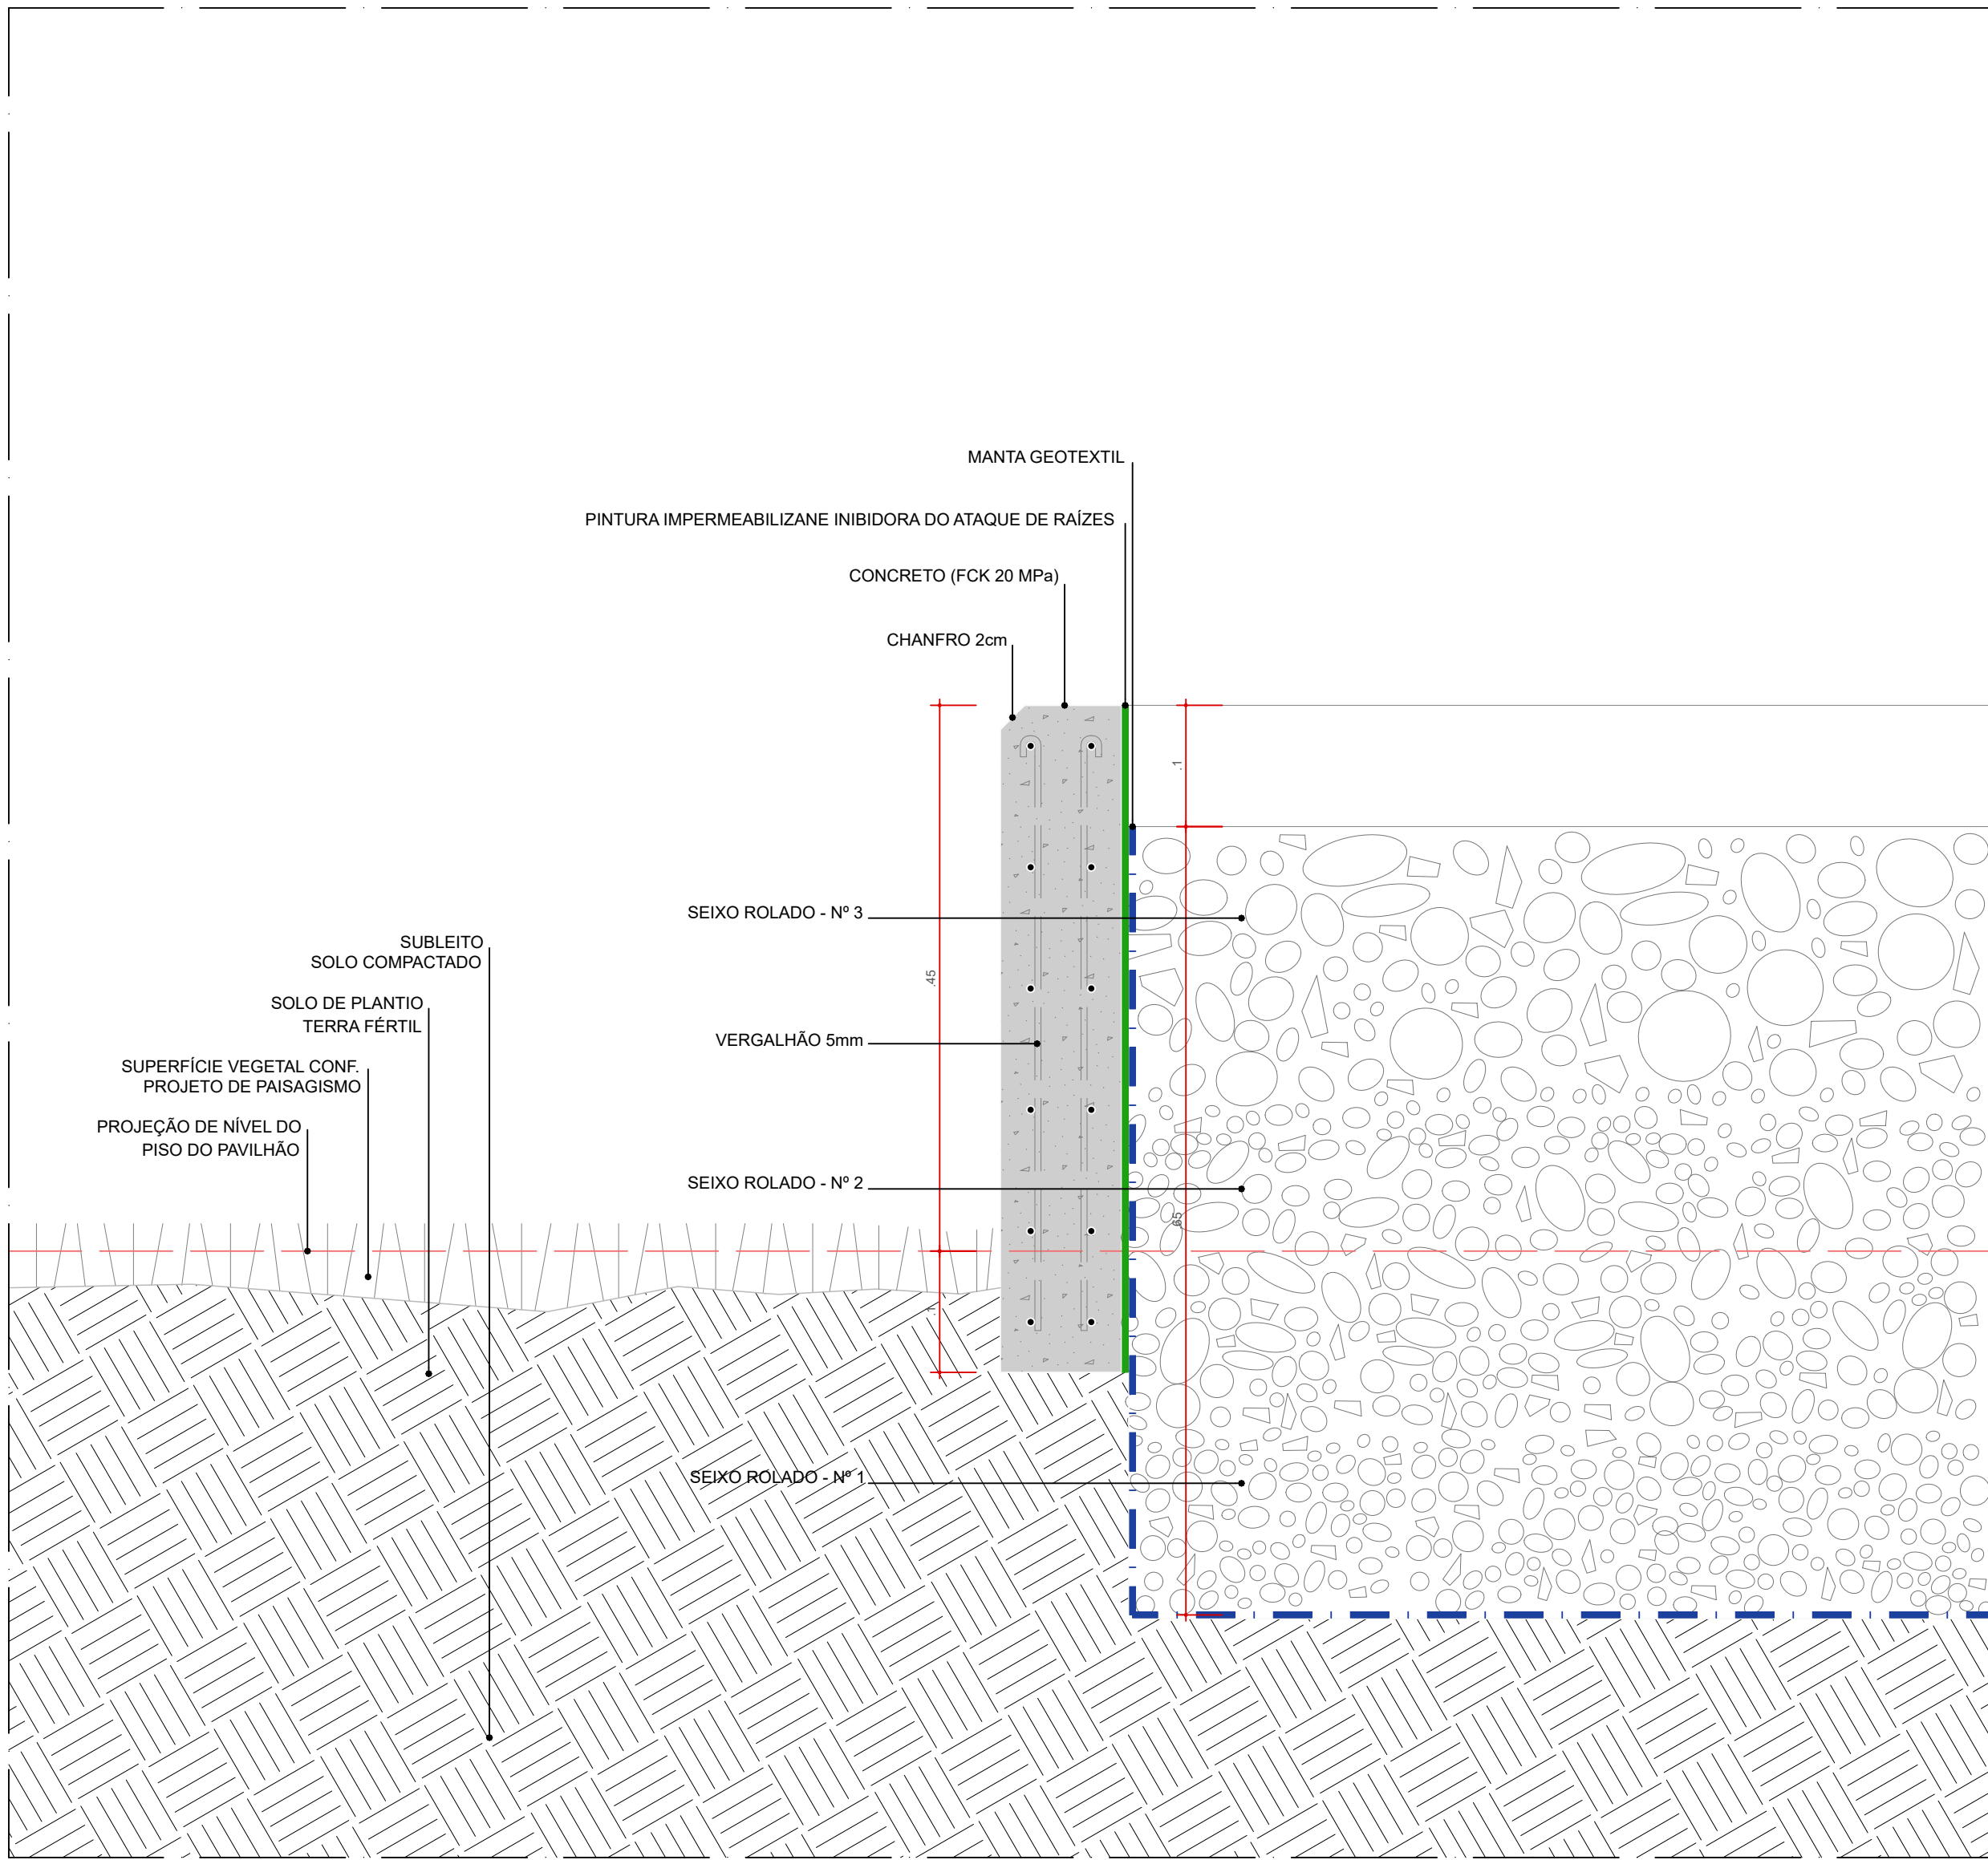 MANTA GEOTEXTIL
PINTURA IMPERMEABILIZANE INIBIDORA DO ATAQUE DE RAÍZES
CONCRETO (FCK 20 MPa)
CHANFRO 2cm
.1
SEIXO ROLADO - Nº 3
SUBLEITO
SOLO COMPACTADO
.45
SOLO DE PLANTIO
TERRA FÉRTIL
VERGALHÃO 5mm
SUPERFÍCIE VEGETAL CONF.
PROJETO DE PAISAGISMO
PROJEÇÃO DE NÍVEL DO
PISO DO PAVILHÃO
SEIXO ROLADO - Nº 2
.65
.1
SEIXO ROLADO - Nº 1